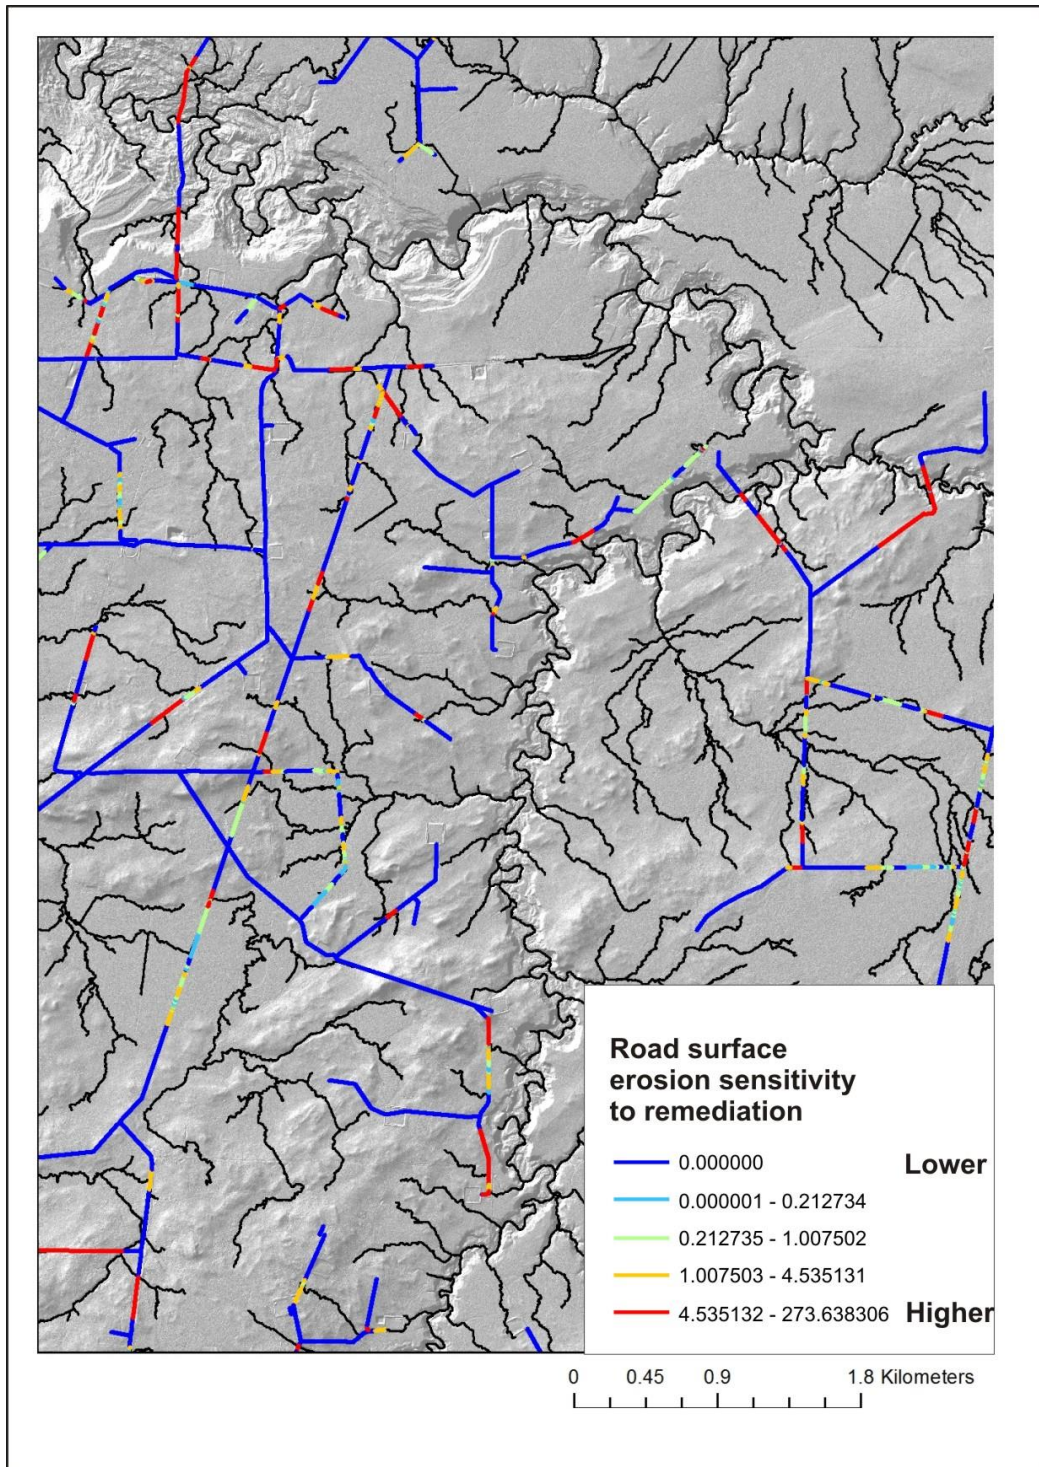 Road surface
erosion sensitivity
to remediation
0.000000 Lower
0.000001 - 0.212734
0.212735 - 1.007502
1.007503 - 4.535131
4.535132 - 273.638306 Higher
0 0.45 0.9 1.8 Kilometers